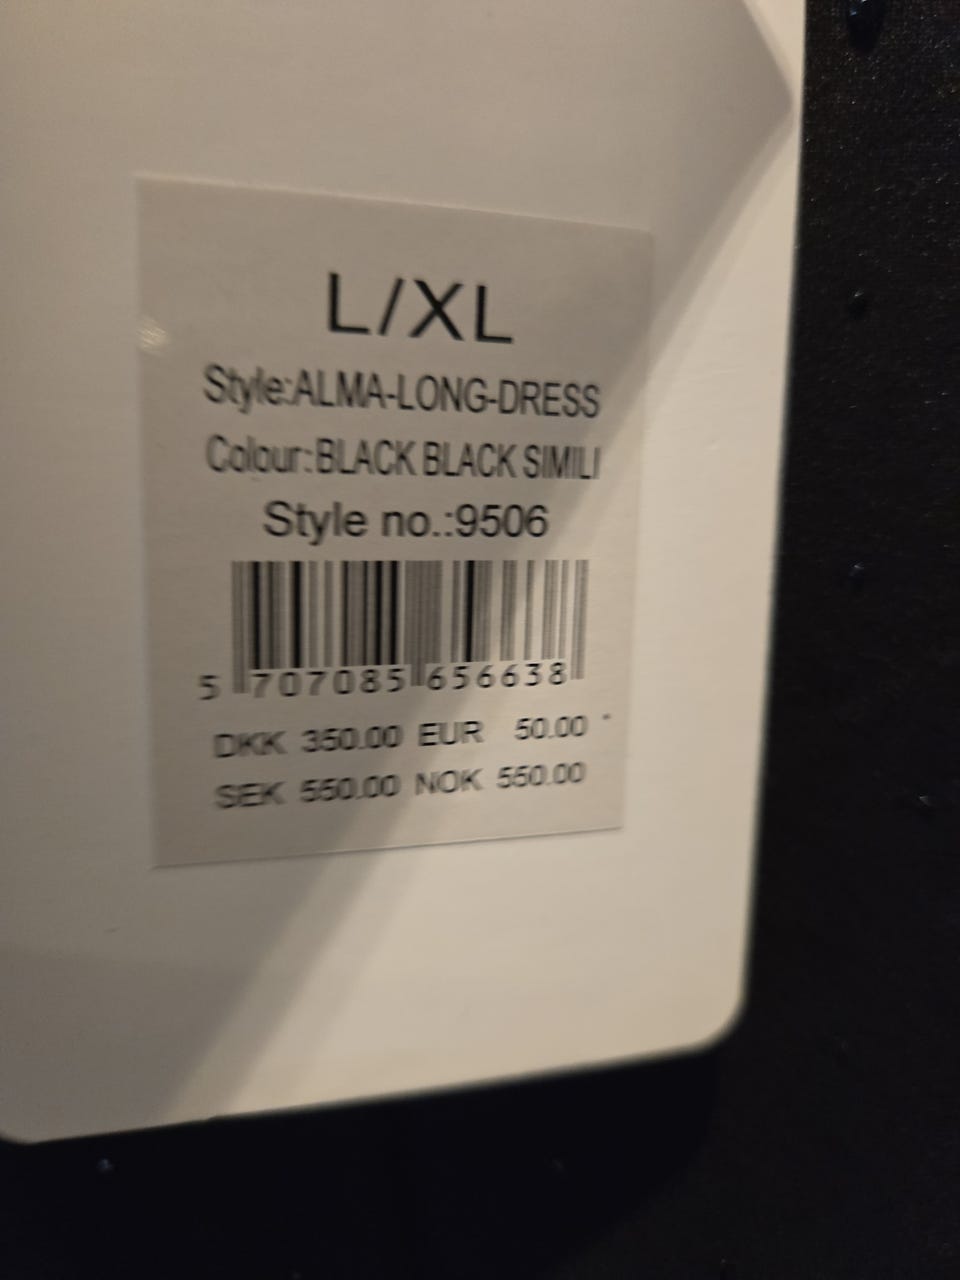 L/XL
Style:ALMA-LONG-DRESS
Colour:BLACK BLACK SIMILI
Style no.:9506
5 707085 656638
DKK 350.00 EUR 50.00
SEK 550.00 NOK 550.00